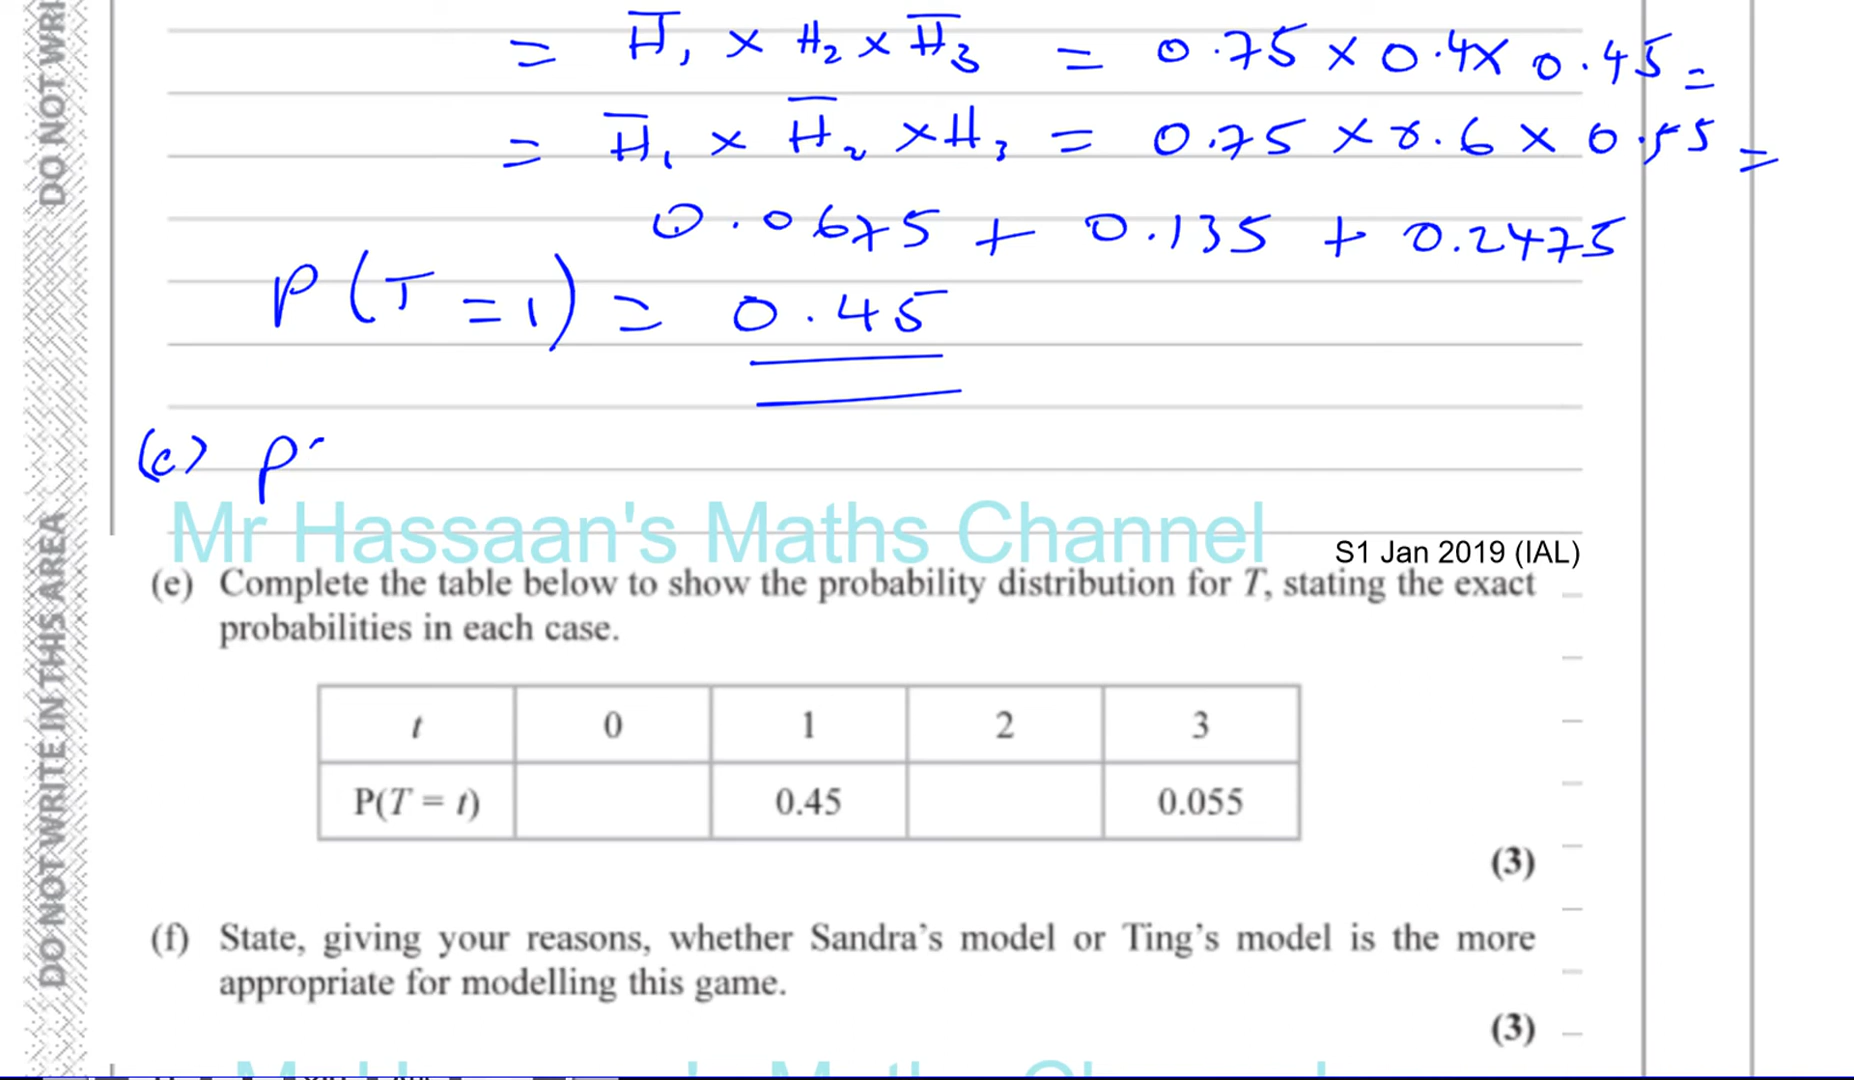 = H̅₁ × H₂ × H̅₃ = 0.75 × 0.4 × 0.45 =
= H̅₁ × H̅₂ × H₃ = 0.75 × 0.6 × 0.55 =
0.0675 + 0.135 + 0.2475
P(T = 1) = 0.45
(e) P
Mr Hassaan's Maths Channel
S1 Jan 2019 (IAL)
(e) Complete the table below to show the probability distribution for T, stating the exact
probabilities in each case.
t 0 1 2 3
P(T = t) 0.45 0.055
(3)
(f) State, giving your reasons, whether Sandra's model or Ting's model is the more
appropriate for modelling this game.
(3)
DO NOT WRI
DO NOT WRITE IN THIS AREA